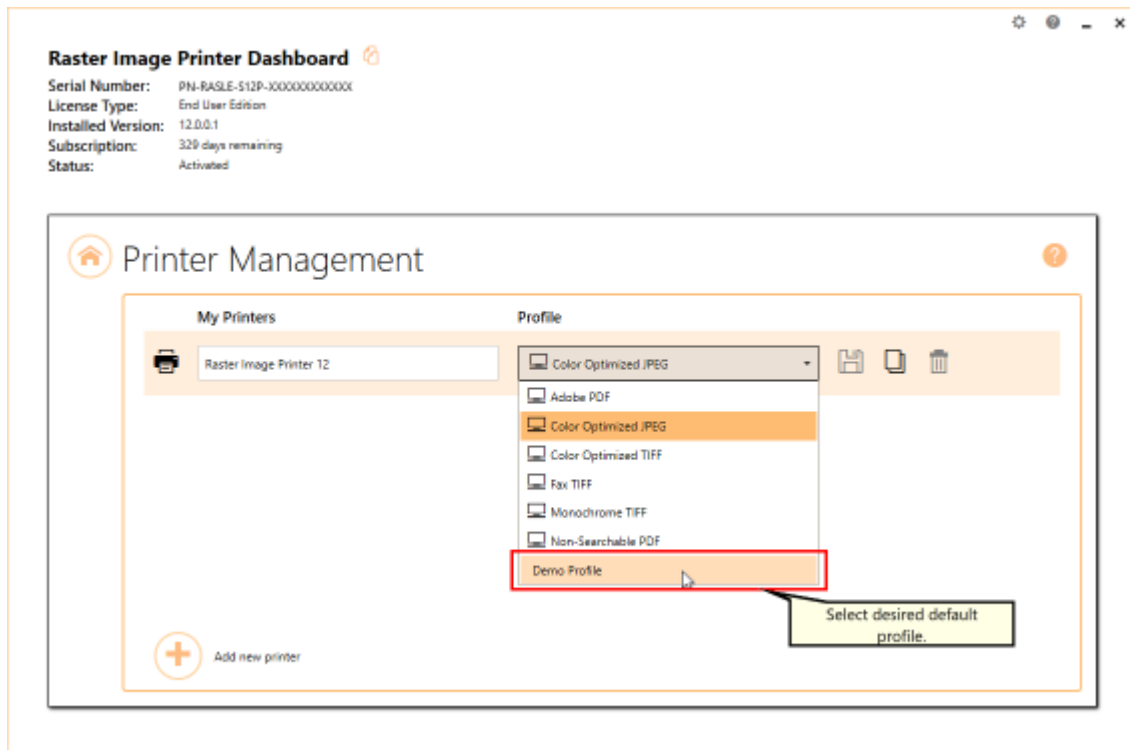 Raster Image Printer Dashboard
Serial Number: PN-RASLE-S12P-XXXXXXXXXXXX
License Type: End User Edition
Installed Version: 12.0.0.1
Subscription: 329 days remaining
Status: Activated
Printer Management
?
My Printers Profile
Raster Image Printer 12 Color Optimized JPEG
Adobe PDF
Color Optimized JPEG
Color Optimized TIFF
Fax TIFF
Monochrome TIFF
Non-Searchable PDF
Demo Profile
Select desired default
profile.
Add new printer